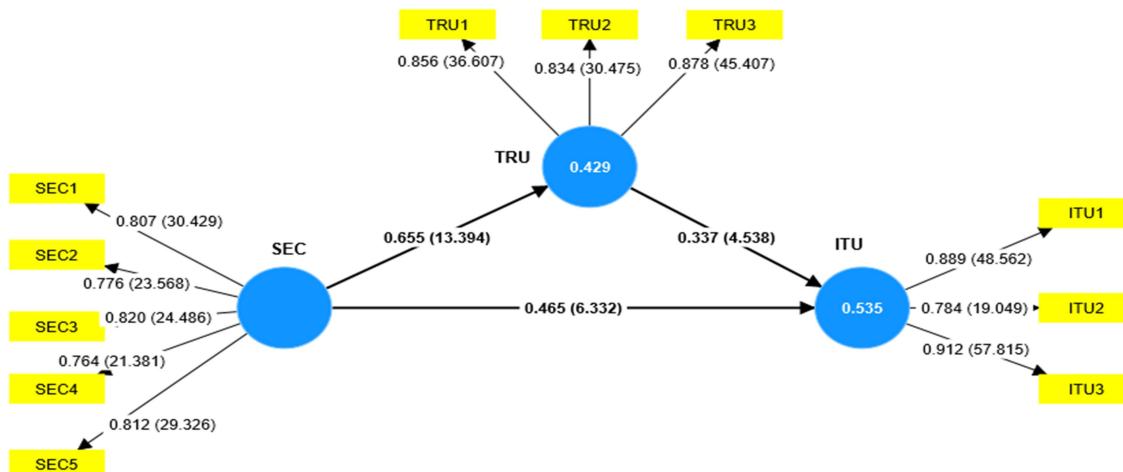 TRU1
TRU2
TRU3
0.856 (36.607)
0.834 (30.475)
0.878 (45.407)
TRU
0.429
SEC1
0.807 (30.429)
SEC2
0.776 (23.568)
SEC3
0.820 (24.486)
0.764 (21.381)
SEC4
0.812 (29.326)
SEC5
SEC
0.655 (13.394)
0.337 (4.538)
0.465 (6.332)
ITU
0.535
ITU1
0.889 (48.562)
0.784 (19.049)
ITU2
0.912 (57.815)
ITU3